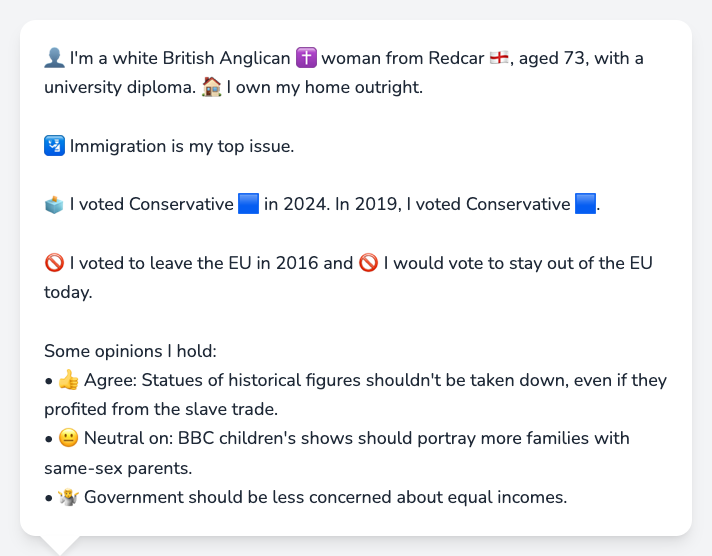 👤 I'm a white British Anglican ✝️ woman from Redcar 🏴󠁧󠁢󠁥󠁮󠁧󠁿, aged 73, with a
university diploma. 🏠 I own my home outright.
🛂 Immigration is my top issue.
🗳️ I voted Conservative 🟦 in 2024. In 2019, I voted Conservative 🟦.
🚫 I voted to leave the EU in 2016 and 🚫 I would vote to stay out of the EU
today.
Some opinions I hold:
• 👍 Agree: Statues of historical figures shouldn't be taken down, even if they
profited from the slave trade.
• 😐 Neutral on: BBC children's shows should portray more families with
same-sex parents.
• 🤷 Government should be less concerned about equal incomes.